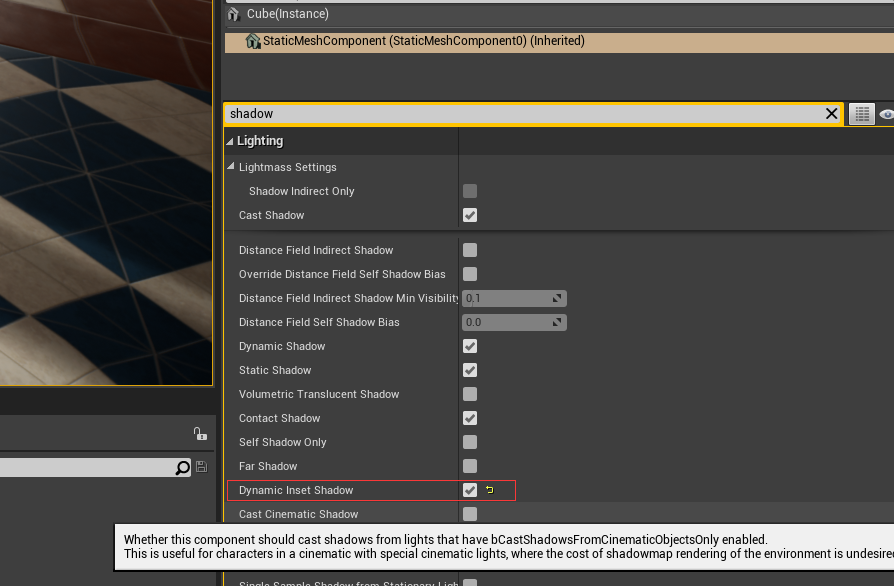 Cube(Instance)
StaticMeshComponent (StaticMeshComponent0) (Inherited)
shadow
Lighting
Lightmass Settings
Shadow Indirect Only
Cast Shadow
Distance Field Indirect Shadow
Override Distance Field Self Shadow Bias
Distance Field Indirect Shadow Min Visibility 0.1
Distance Field Self Shadow Bias 0.0
Dynamic Shadow
Static Shadow
Volumetric Translucent Shadow
Contact Shadow
Self Shadow Only
Far Shadow
Dynamic Inset Shadow
Cast Cinematic Shadow
Whether this component should cast shadows from lights that have bCastShadowsFromCinematicObjectsOnly enabled.
This is useful for characters in a cinematic with special cinematic lights, where the cost of shadowmap rendering of the environment is undesire
Single Sample Shadow from Stationary Ligh